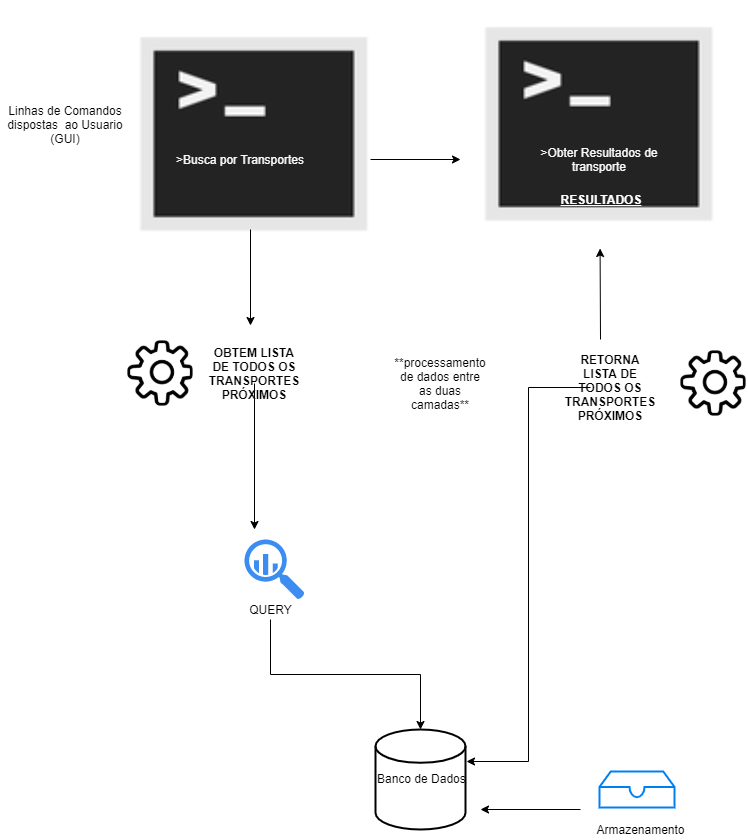 Linhas de Comandos
dispostas ao Usuario
(GUI)
>_
>Busca por Transportes
>_
>Obter Resultados de
transporte
RESULTADOS
OBTEM LISTA
DE TODOS OS
TRANSPORTES
PRÓXIMOS
**processamento
de dados entre
as duas
camadas**
RETORNA
LISTA DE
TODOS OS
TRANSPORTES
PRÓXIMOS
QUERY
Banco de Dados
Armazenamento